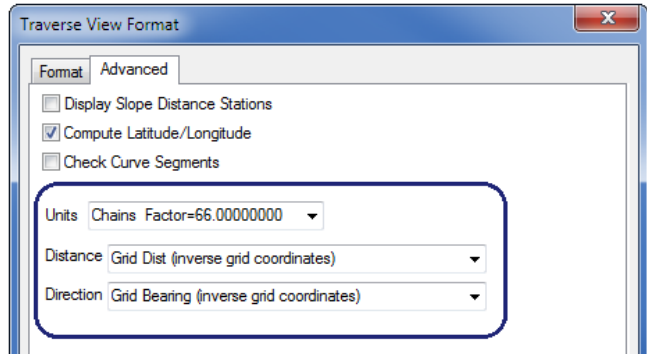 Traverse View Format
Format Advanced
Display Slope Distance Stations
Compute Latitude/Longitude
Check Curve Segments
Units Chains Factor=66.00000000
Distance Grid Dist (inverse grid coordinates)
Direction Grid Bearing (inverse grid coordinates)